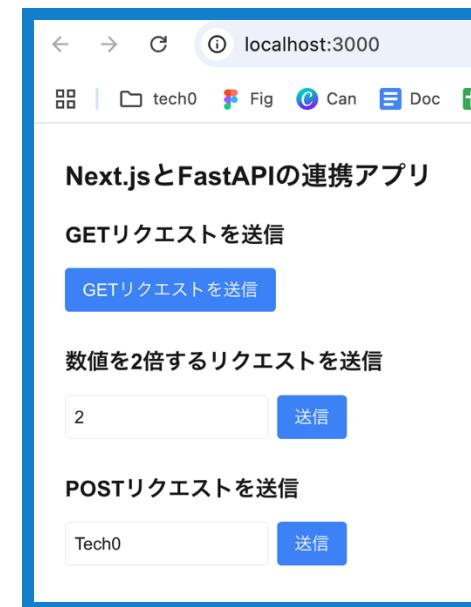 localhost:3000
tech0 Fig Can Doc
Next.jsとFastAPIの連携アプリ
GETリクエストを送信
GETリクエストを送信
数値を2倍するリクエストを送信
2 送信
POSTリクエストを送信
Tech0 送信